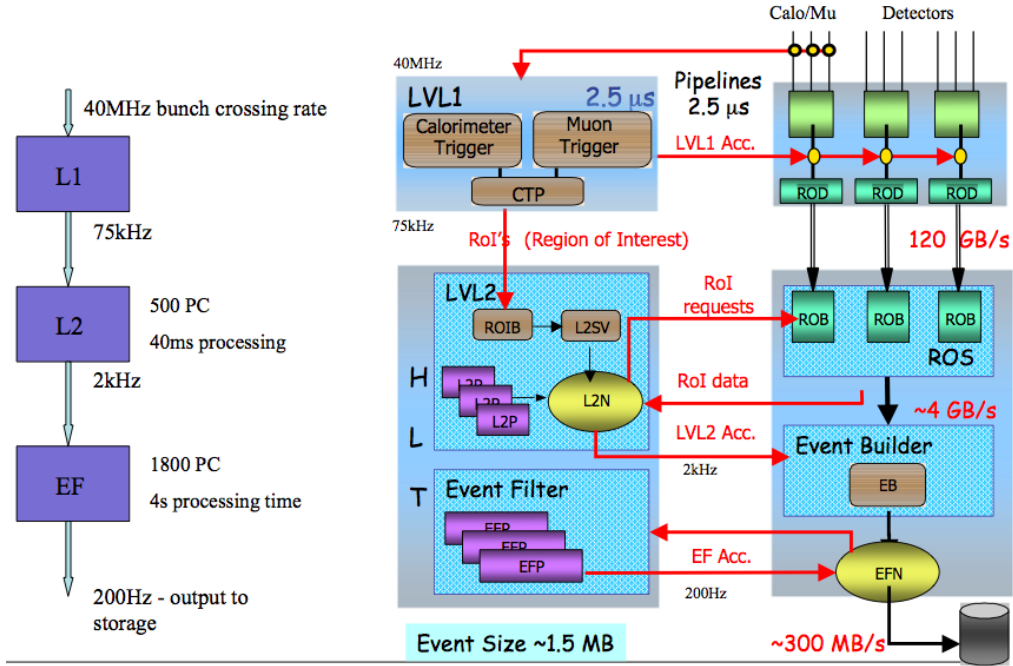 40MHz bunch crossing rate
L1
75kHz
L2
500 PC
40ms processing
2kHz
EF
1800 PC
4s processing time
200Hz - output to
storage
Calo/Mu
Detectors
40MHz
LVL1
2.5 μs
Calorimeter
Trigger
Muon
Trigger
CTP
75kHz
Pipelines
2.5 μs
LVL1 Acc.
ROD
ROD
ROD
RoI's (Region of Interest)
120 GB/s
LVL2
ROIB
L2SV
L2P
L2P
L2P
L2N
H
L
T
RoI
requests
ROB
ROB
ROB
ROS
RoI data
~4 GB/s
LVL2 Acc.
2kHz
Event Builder
EB
Event Filter
EFP
EFP
EFP
EF Acc.
200Hz
EFN
Event Size ~1.5 MB
~300 MB/s